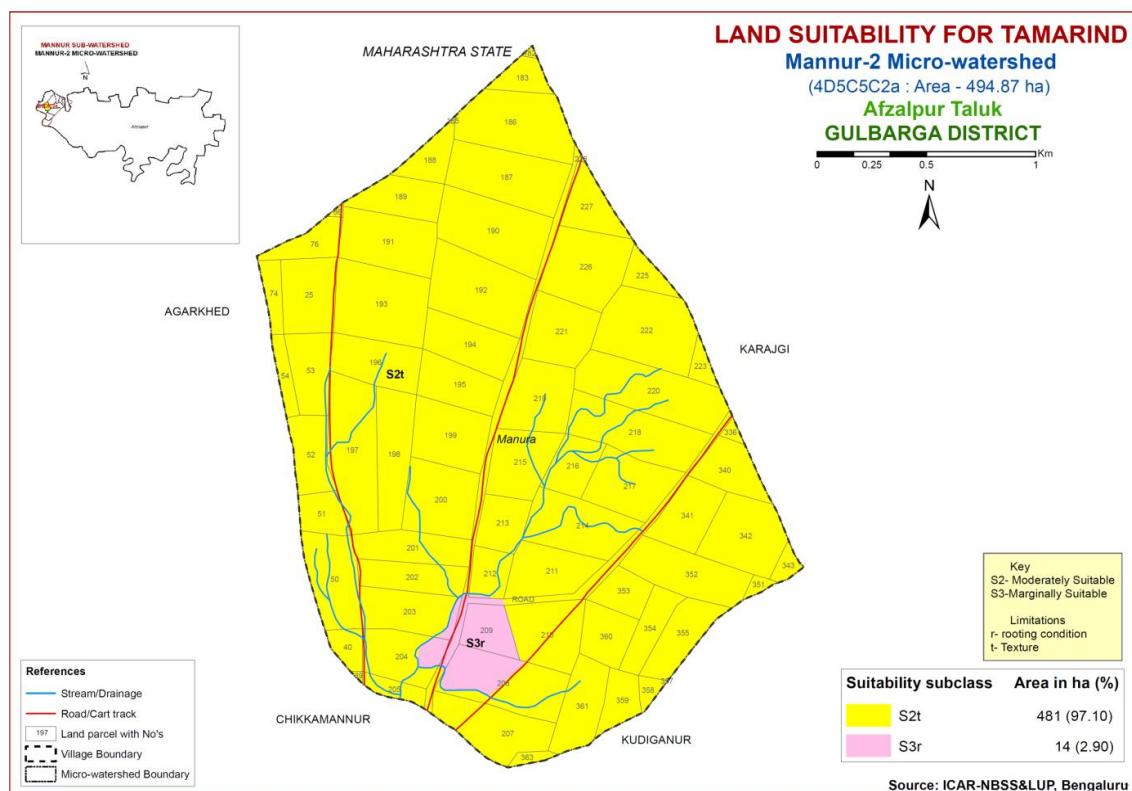 MANNUR SUB-WATERSHED
MANNUR-2 MICRO-WATERSHED
N
LAND SUITABILITY FOR TAMARIND
Mannur-2 Micro-watershed
(4D5C5C2a : Area - 494.87 ha)
Afzalpur Taluk
GULBARGA DISTRICT
0 0.25 0.5 1 Km
N
MAHARASHTRA STATE
183
186
188
187
227
189
76
191
190
226
225
74
25
192
193
221
222
AGARKHED
KARAJGI
194
223
196
S2t
53
54
195
220
Manura
199
218
336
52
197
198
215
216
340
217
200
51
213
214
341
342
201
212
211
352
343
50
202
351
353
ROAD
203
209
S3r
360
354
355
40
204
208
358
361
359
207
363
CHIKKAMANNUR
KUDIGANUR
Key
S2- Moderately Suitable
S3-Marginally Suitable
Limitations
r- rooting condition
t- Texture
References
Stream/Drainage
Road/Cart track
197 Land parcel with No's
Village Boundary
Micro-watershed Boundary
Suitability subclass Area in ha (%)
S2t 481 (97.10)
S3r 14 (2.90)
Source: ICAR-NBSS&LUP, Bengaluru